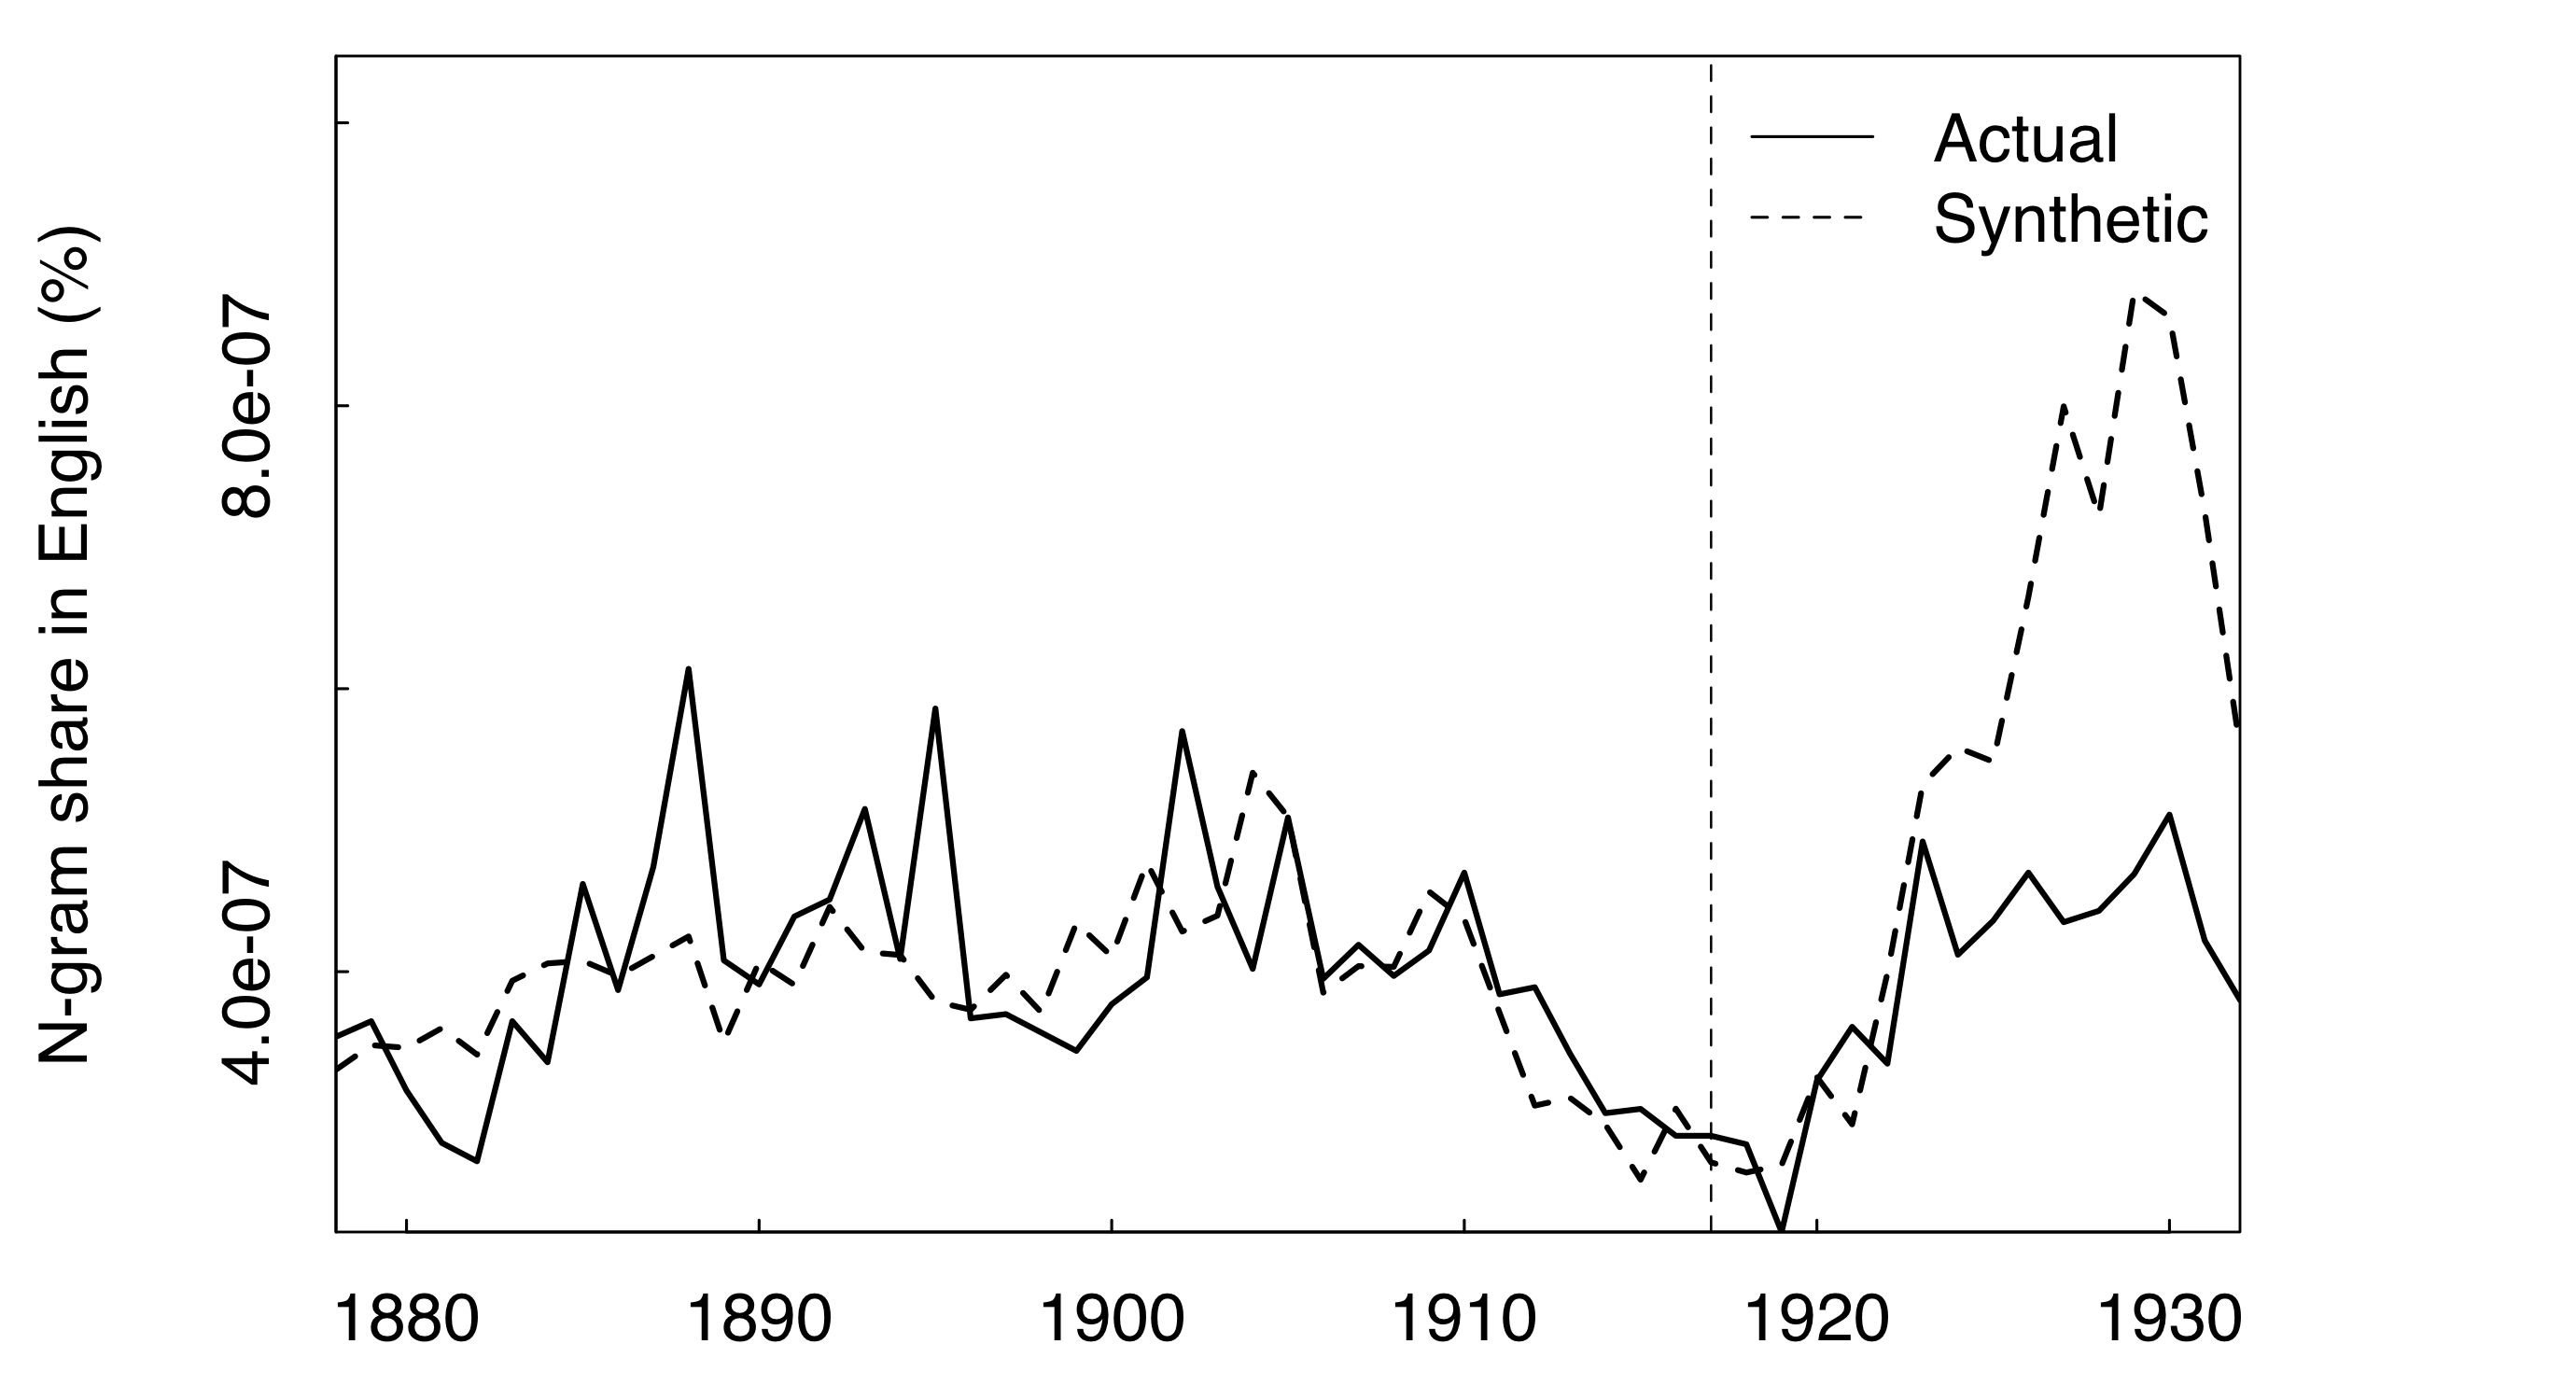 N-gram share in English (%)
8.0e-07
4.0e-07
Actual
Synthetic
1880 1890 1900 1910 1920 1930